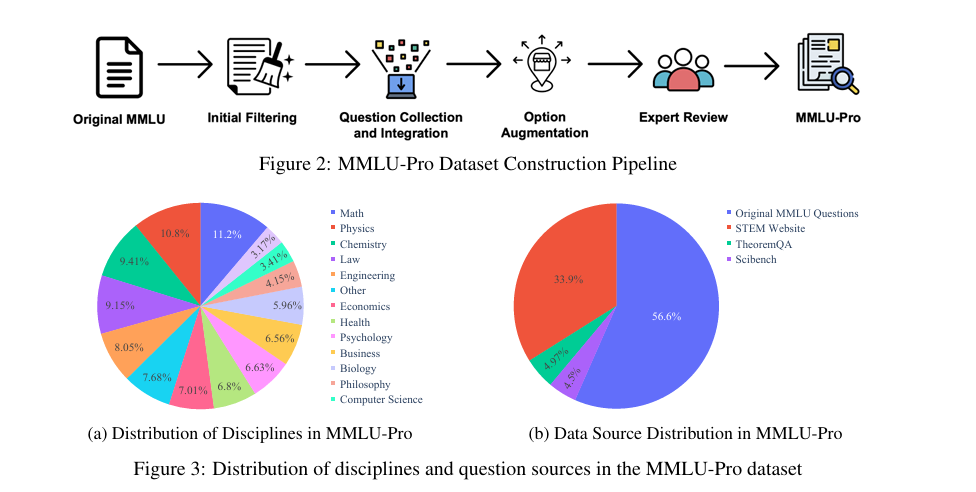 Original MMLU
Initial Filtering
Question Collection
and Integration
Option
Augmentation
Expert Review
MMLU-Pro
Figure 2: MMLU-Pro Dataset Construction Pipeline
11.2%
10.8%
9.41%
9.15%
8.05%
7.68%
7.01%
6.8%
6.63%
6.56%
5.96%
4.15%
3.41%
3.17%
Math
Physics
Chemistry
Law
Engineering
Other
Economics
Health
Psychology
Business
Biology
Philosophy
Computer Science
(a) Distribution of Disciplines in MMLU-Pro
56.6%
33.9%
4.97%
4.5%
Original MMLU Questions
STEM Website
TheoremQA
Scibench
(b) Data Source Distribution in MMLU-Pro
Figure 3: Distribution of disciplines and question sources in the MMLU-Pro dataset